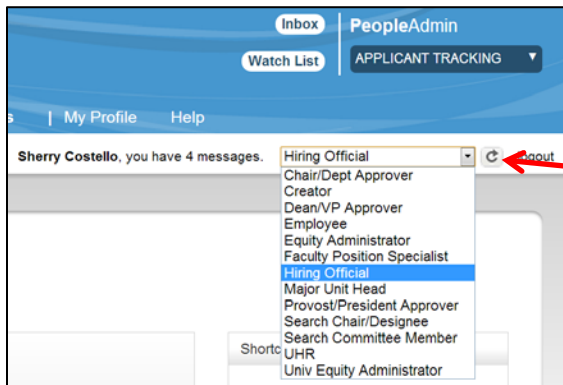 Inbox
PeopleAdmin
Watch List
APPLICANT TRACKING
| My Profile Help
Sherry Costello, you have 4 messages.
Hiring Official
Chair/Dept Approver
Creator
Dean/VP Approver
Employee
Equity Administrator
Faculty Position Specialist
Hiring Official
Major Unit Head
Provost/President Approver
Search Chair/Designee
Search Committee Member
UHR
Univ Equity Administrator